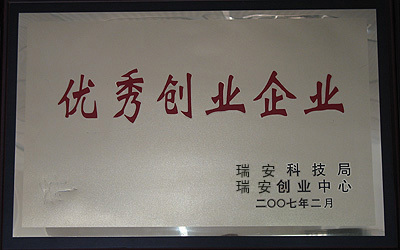 优秀创业企业
瑞安科技局
瑞安创业中心
二〇〇七年二月